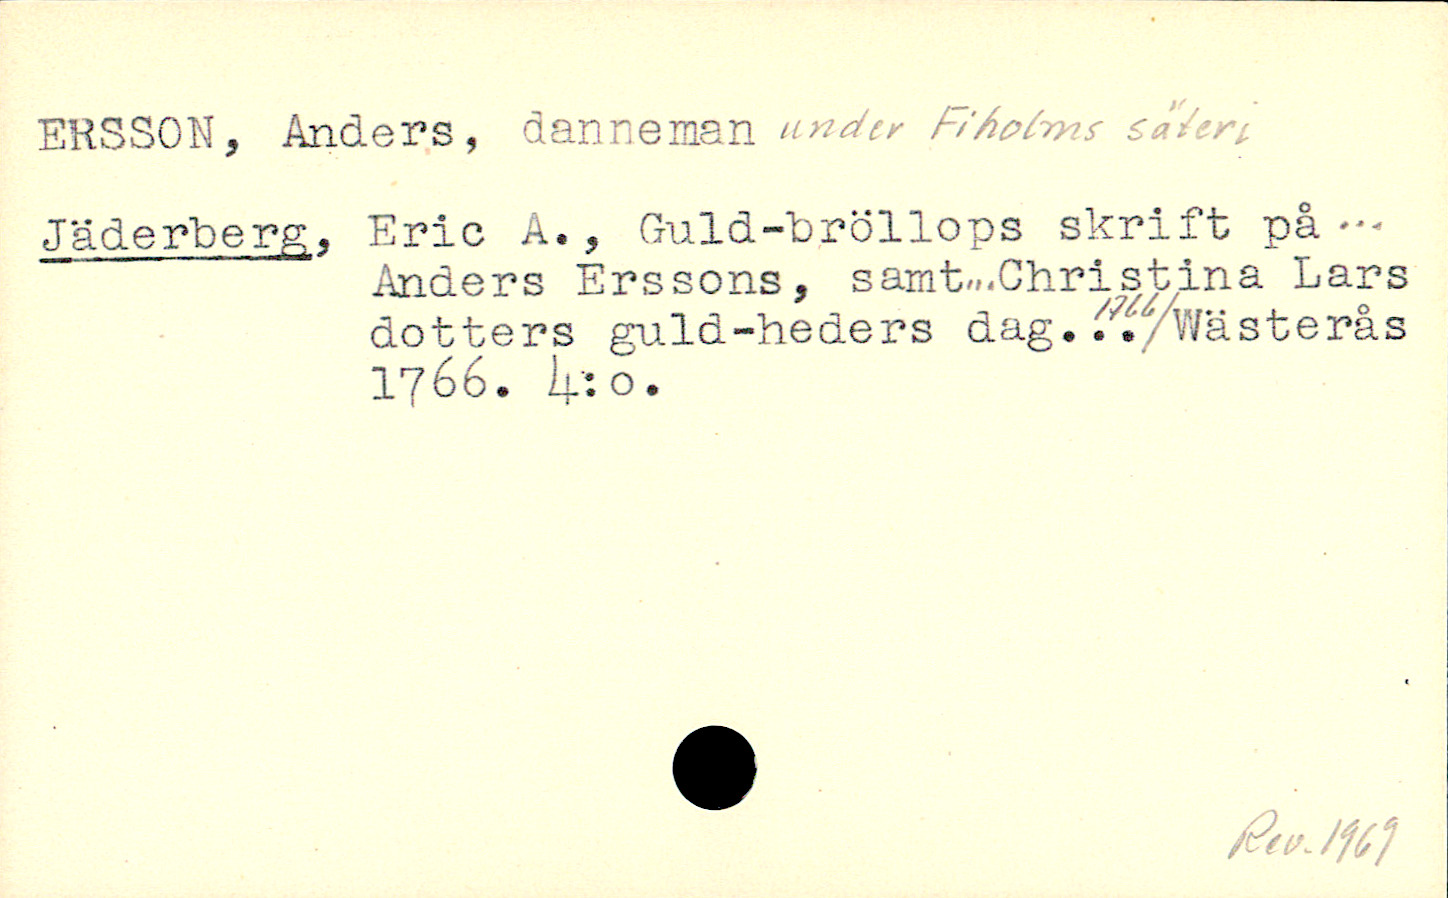 ERSSON, Anders, danneman under Fiholms säteri
Jäderberg, Eric A., Guld-bröllops skrift på ...
Anders Erssons, samt...Christina Lars
dotters guld-heders dag... 1766/Wästerås
1766. 4:o.
Rev. 1969